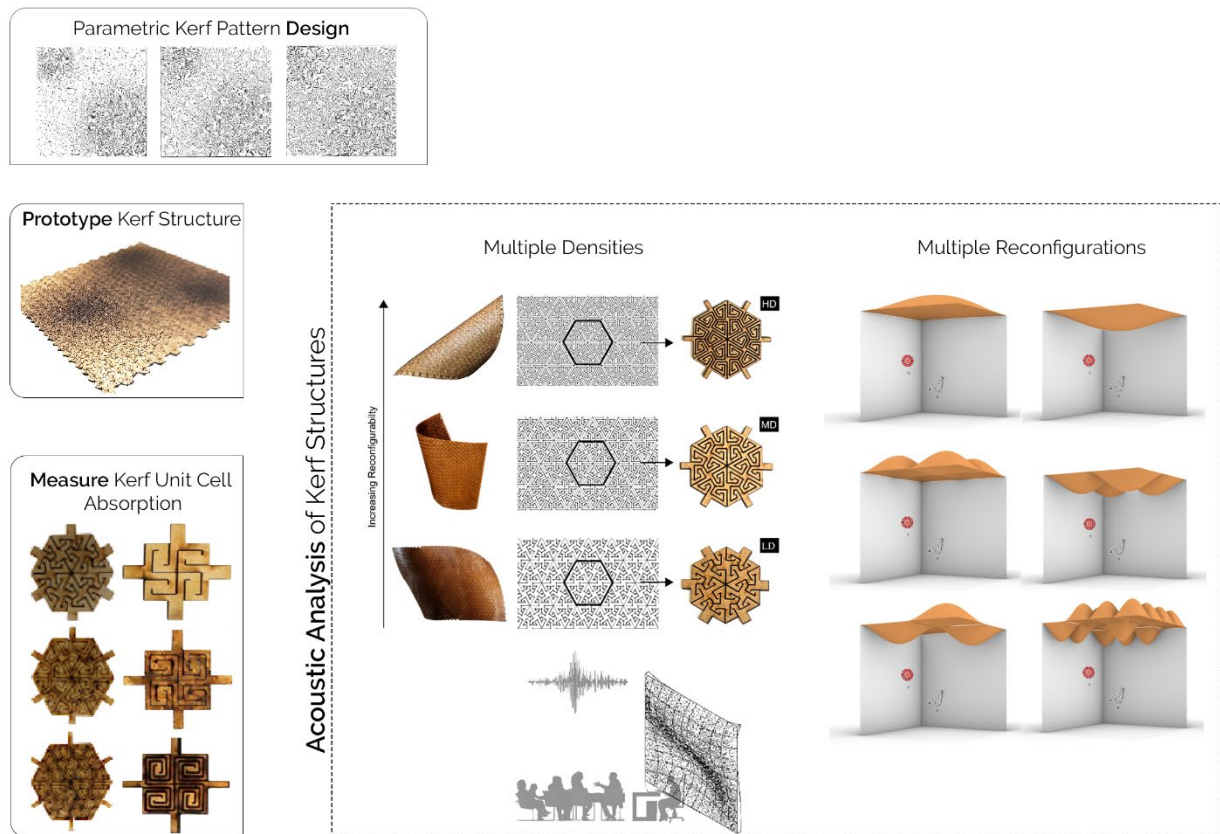 Parametric Kerf Pattern Design
Prototype Kerf Structure
Measure Kerf Unit Cell
Absorption
Acoustic Analysis of Kerf Structures
Multiple Densities
Increasing Reconfigurabity
HD
MD
LD
Multiple Reconfigurations